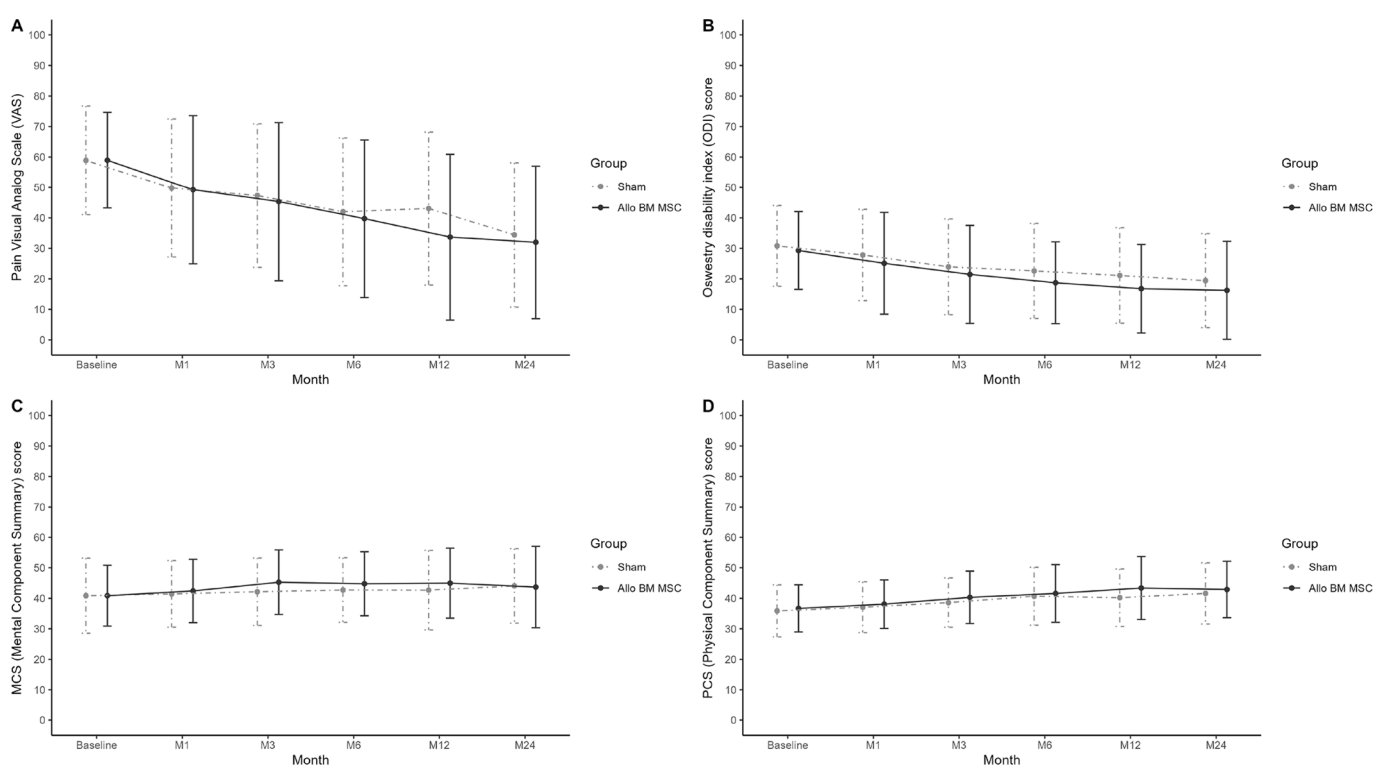 A
Pain Visual Analog Scale (VAS)
100
90
80
70
60
50
40
30
20
10
0
Baseline M1 M3 M6 M12 M24
Month
Group
Sham
Allo BM MSC
B
Oswestry disability index (ODI) score
100
90
80
70
60
50
40
30
20
10
0
Baseline M1 M3 M6 M12 M24
Month
Group
Sham
Allo BM MSC
C
MCS (Mental Component Summary) score
100
90
80
70
60
50
40
30
20
10
0
Baseline M1 M3 M6 M12 M24
Month
Group
Sham
Allo BM MSC
D
PCS (Physical Component Summary) score
100
90
80
70
60
50
40
30
20
10
0
Baseline M1 M3 M6 M12 M24
Month
Group
Sham
Allo BM MSC